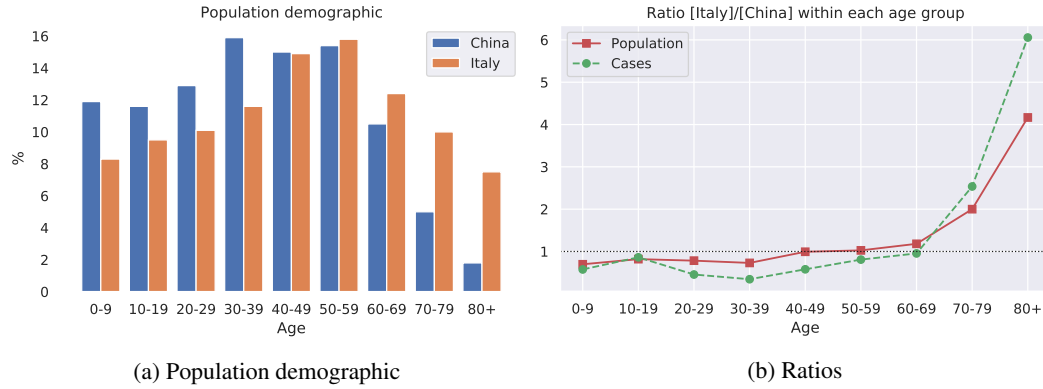 Population demographic
16
14
12
10
8
6
4
2
0
%
China
Italy
0-9 10-19 20-29 30-39 40-49 50-59 60-69 70-79 80+
Age
(a) Population demographic
Ratio [Italy]/[China] within each age group
6
5
4
3
2
1
Population
Cases
0-9 10-19 20-29 30-39 40-49 50-59 60-69 70-79 80+
Age
(b) Ratios